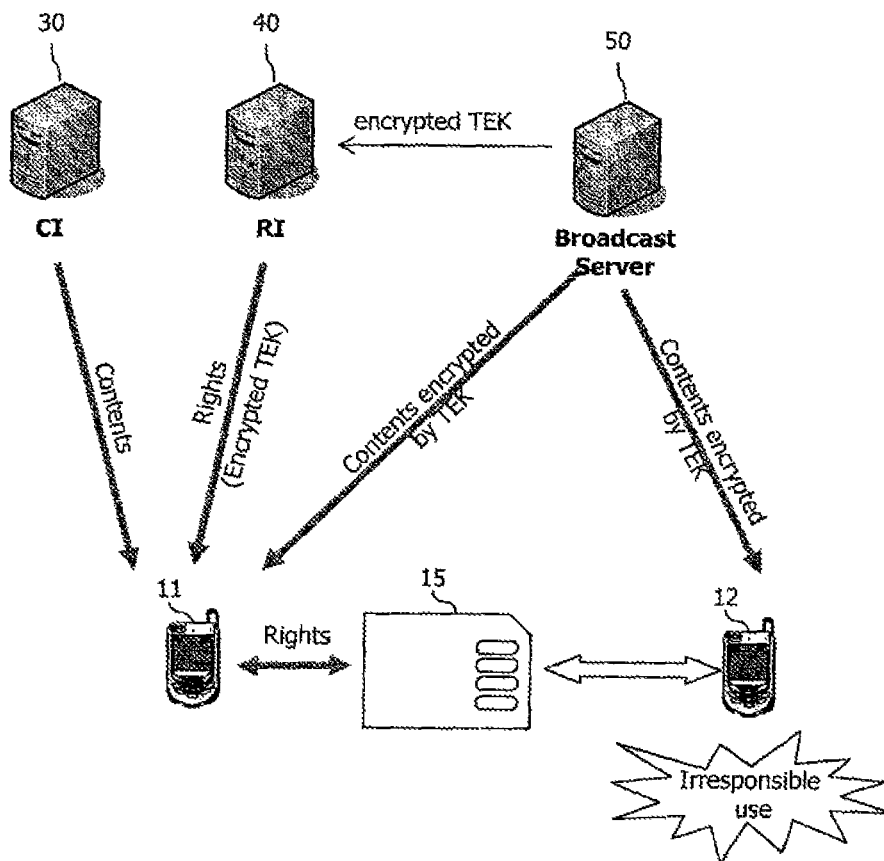 30
40
50
encrypted TEK
CI
RI
Broadcast
Server
Contents
Rights
(Encrypted TEK)
Contents encrypted
by TEK
Contents encrypted
by TEK
11
15
12
Rights
Irresponsible
use